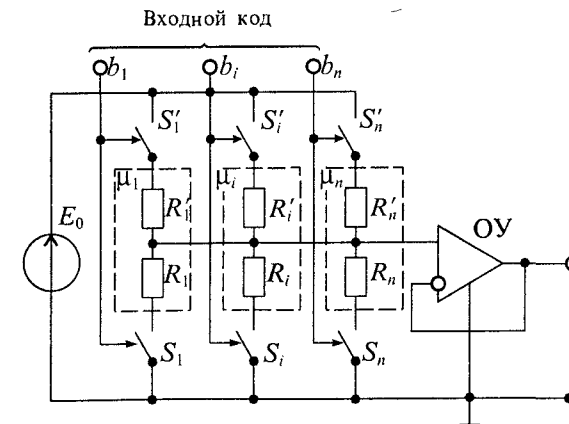 Входной код
b₁ bᵢ bₙ
S′₁ S′ᵢ S′ₙ
μ₁ μᵢ μₙ
R′₁ R′ᵢ R′ₙ
E₀ ОУ
R₁ Rᵢ Rₙ
S₁ Sᵢ Sₙ